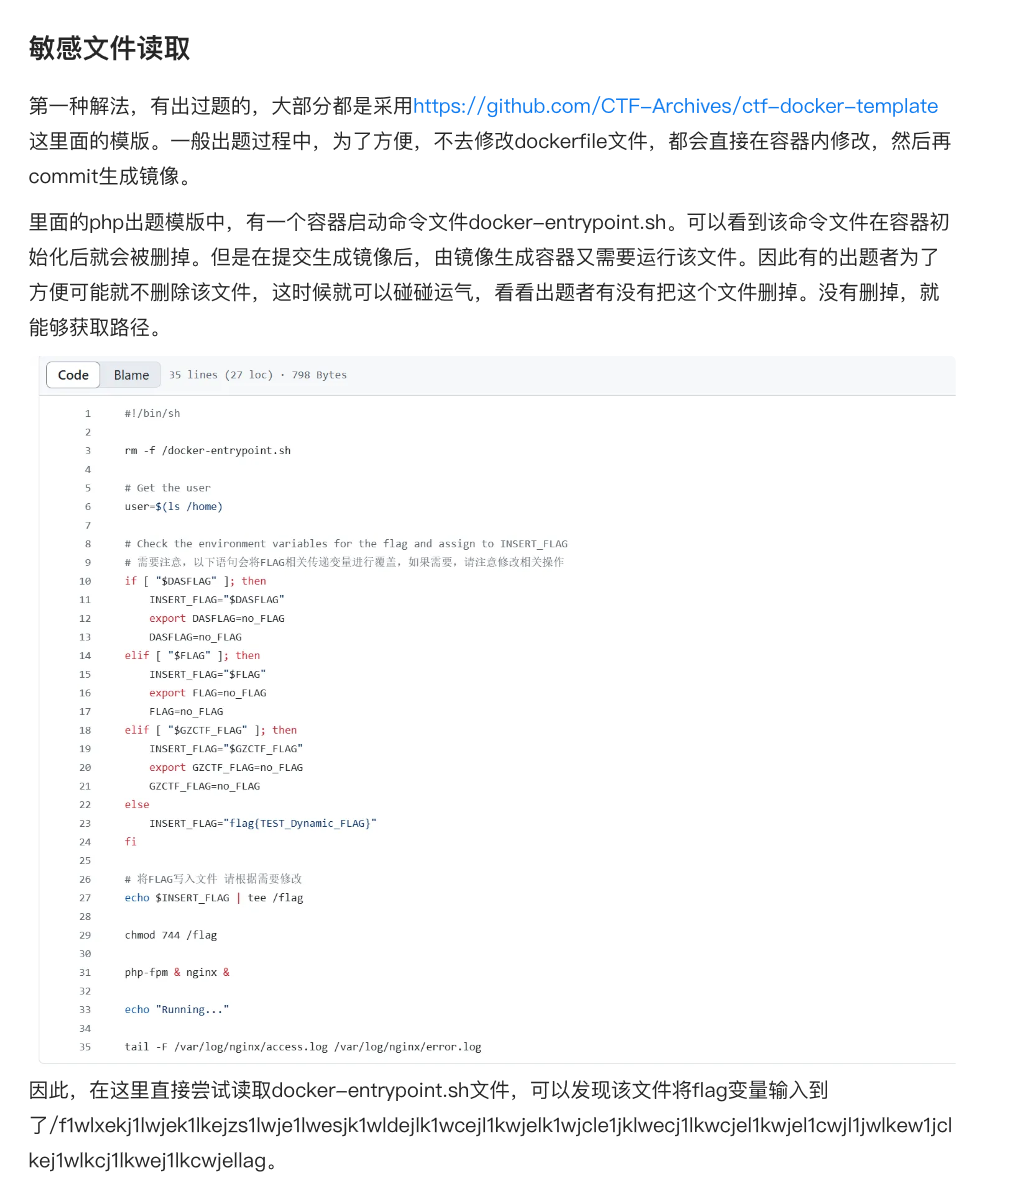 敏感文件读取
第一种解法，有出过题的，大部分都是采用https://github.com/CTF-Archives/ctf-docker-template
这里面的模版。一般出题过程中，为了方便，不去修改dockerfile文件，都会直接在容器内修改，然后再
commit生成镜像。
里面的php出题模版中，有一个容器启动命令文件docker-entrypoint.sh。可以看到该命令文件在容器初
始化后就会被删掉。但是在提交生成镜像后，由镜像生成容器又需要运行该文件。因此有的出题者为了
方便可能就不删除该文件，这时候就可以碰碰运气，看看出题者有没有把这个文件删掉。没有删掉，就
能够获取路径。
Code Blame 35 lines (27 loc) · 798 Bytes
1 #!/bin/sh
2
3 rm -f /docker-entrypoint.sh
4
5 # Get the user
6 user=$(ls /home)
7
8 # Check the environment variables for the flag and assign to INSERT_FLAG
9 # 需要注意，以下语句会将FLAG相关传递变量进行覆盖，如果需要，请注意修改相关操作
10 if [ "$DASFLAG" ]; then
11     INSERT_FLAG="$DASFLAG"
12     export DASFLAG=no_FLAG
13     DASFLAG=no_FLAG
14 elif [ "$FLAG" ]; then
15     INSERT_FLAG="$FLAG"
16     export FLAG=no_FLAG
17     FLAG=no_FLAG
18 elif [ "$GZCTF_FLAG" ]; then
19     INSERT_FLAG="$GZCTF_FLAG"
20     export GZCTF_FLAG=no_FLAG
21     GZCTF_FLAG=no_FLAG
22 else
23     INSERT_FLAG="flag{TEST_Dynamic_FLAG}"
24 fi
25
26 # 将FLAG写入文件 请根据需要修改
27 echo $INSERT_FLAG | tee /flag
28
29 chmod 744 /flag
30
31 php-fpm & nginx &
32
33 echo "Running..."
34
35 tail -F /var/log/nginx/access.log /var/log/nginx/error.log
因此，在这里直接尝试读取docker-entrypoint.sh文件，可以发现该文件将flag变量输入到
了/f1wlxekj1lwjek1lkejzs1lwje1lwesjk1wldejlk1wcejl1kwjelk1wjcle1jklwecj1lkwcjel1kwjel1cwjl1jwlkew1jcl
kej1wlkcj1lkwej1lkcwjellag。